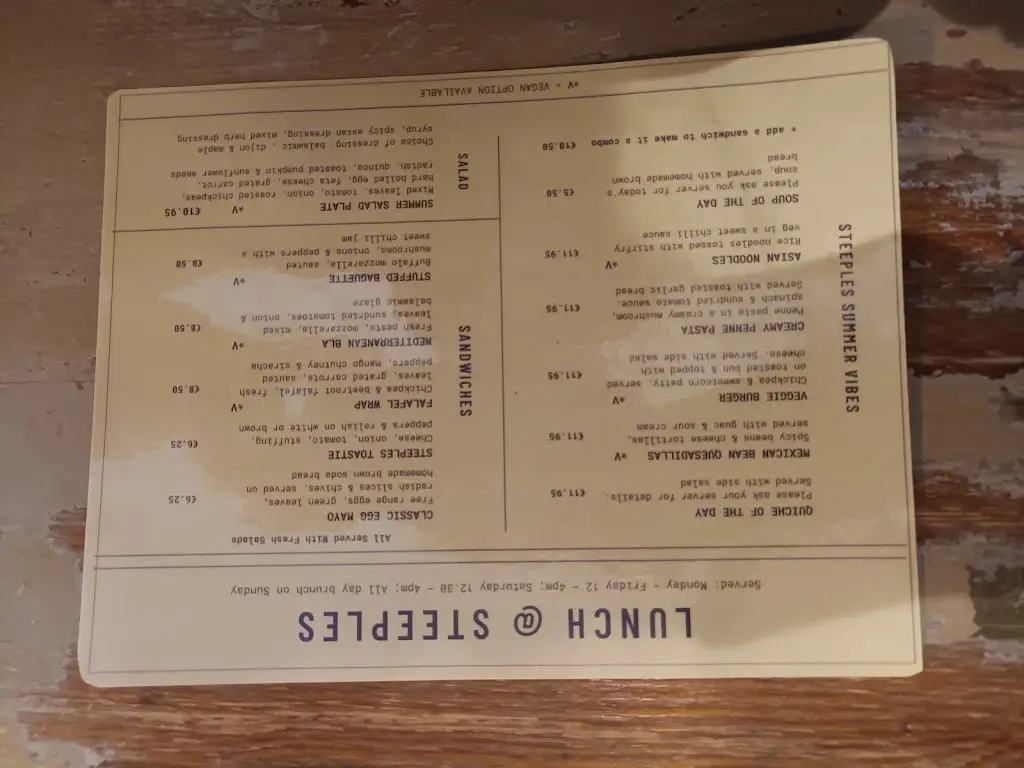 LUNCH @ STEEPLES
Served: Monday - Friday 12 - 4pm; Saturday 12.30 - 4pm; All day brunch on Sunday
STEEPLES SUMMER VIBES
QUICHE OF THE DAY
Please ask your server for details.
Served with side salad
€11.95
MEXICAN BEAN QUESADILLAS *V
Spicy beans & cheese tortillas,
served with guac & sour cream
€11.95
VEGGIE BURGER *V
Chickpea & sweetcorn patty, served
on toasted bun & topped with
cheese. Served with side salad
€11.95
CREAMY PENNE PASTA
Penne pasta in a creamy mushroom,
spinach & sundried tomato sauce.
Served with toasted garlic bread
€11.95
ASIAN NOODLES *V
Rice noodles tossed with stirfry
veg in a sweet chilli sauce
€11.95
SOUP OF THE DAY
Please ask you server for today's
soup, served with homemade brown
bread
€6.50
* add a sandwich to make it a combo €10.50
All Served With Fresh Salads
SANDWICHES
CLASSIC EGG MAYO
Free range eggs, green leaves,
radish slices & chives. served on
homemade brown soda bread
€6.25
STEEPLES TOASTIE
Cheese, onion, tomato, stuffing,
peppers & relish on white or brown
€6.25
FALAFEL WRAP *V
Chickpea & beetroot falafel, fresh
leaves, grated carrots, sauted
peppers, mango chutney & siracha
€8.50
MEDITERRANEAN BLA *V
Fresh pesto, mozzarella, mixed
leaves, sundried tomatoes, onion &
balsamic glaze
€8.50
STUFFED BAGUETTE *V
Buffalo mozzarella, sauted
mushrooms, onions & peppers with a
sweet chilli jam
€8.50
SALAD
SUMMER SALAD PLATE *V
€10.95
Mixed leaves, tomato, onion, roasted chickpeas,
hard boiled egg, feta cheese, grated carrot,
radish, quinoa, toasted pumpkin & sunflower seeds
Choice of dressing: balsamic, dijon & maple
syrup, spicy asian dressing, mixed herb dressing
*V = VEGAN OPTION AVAILABLE